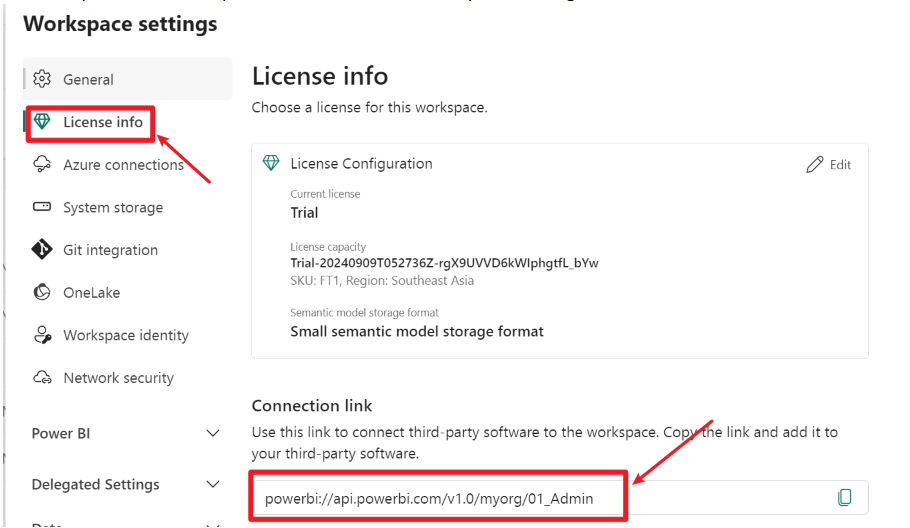 Workspace settings
General
License info
Azure connections
System storage
Git integration
OneLake
Workspace identity
Network security
Power BI
Delegated Settings
License info
Choose a license for this workspace.
License Configuration
Edit
Current license
Trial
License capacity
Trial-20240909T052736Z-rgX9UVVD6kWIphgtfL_bYw
SKU: FT1, Region: Southeast Asia
Semantic model storage format
Small semantic model storage format
Connection link
Use this link to connect third-party software to the workspace. Copy the link and add it to
your third-party software.
powerbi://api.powerbi.com/v1.0/myorg/01_Admin